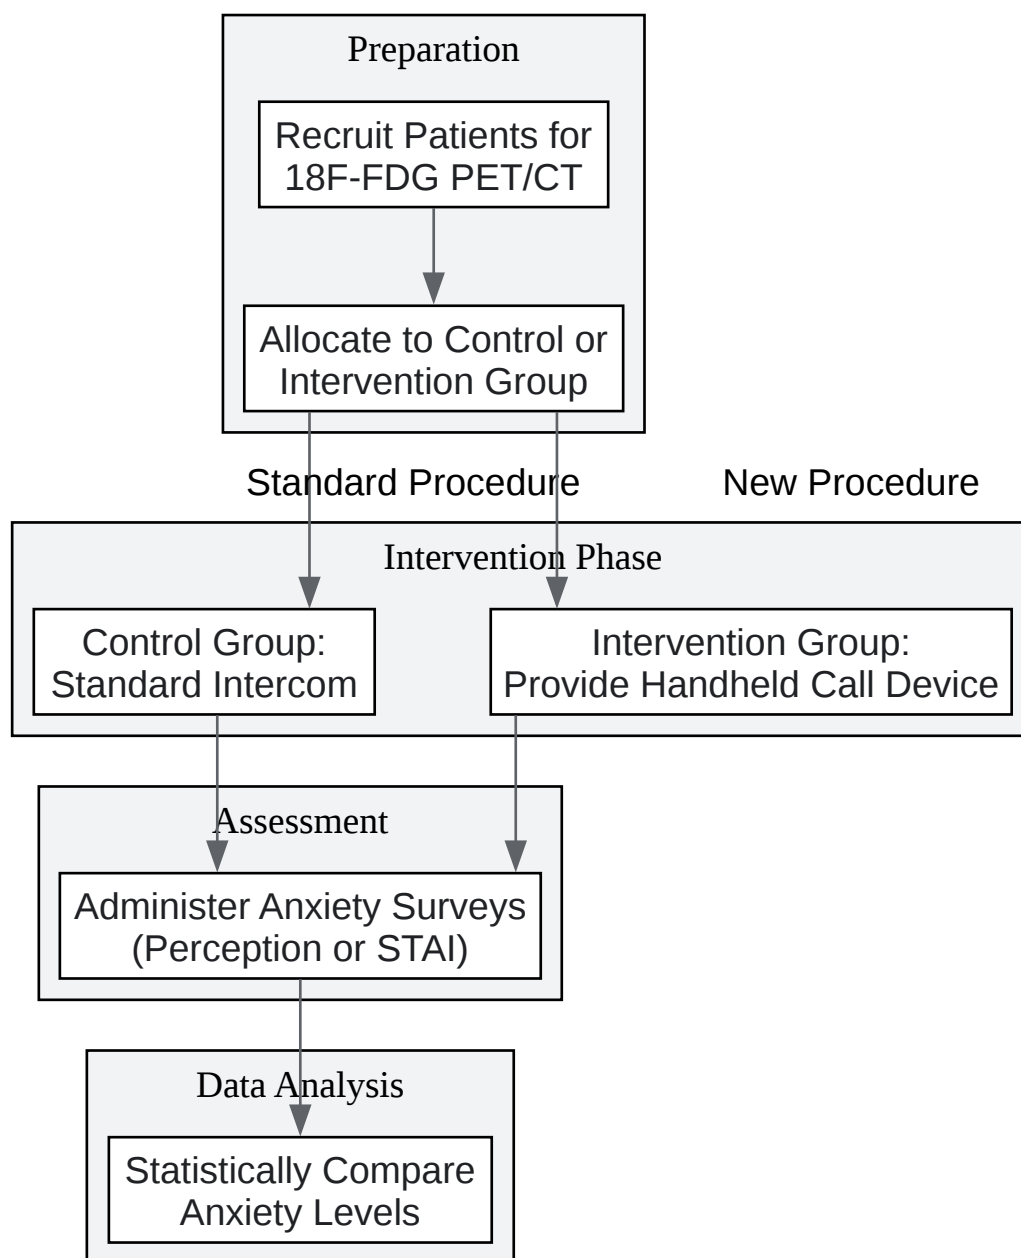 Preparation
Recruit Patients for
18F-FDG PET/CT
Allocate to Control or
Intervention Group
Standard Procedure
New Procedure
Intervention Phase
Control Group:
Standard Intercom
Intervention Group:
Provide Handheld Call Device
Assessment
Administer Anxiety Surveys
(Perception or STAI)
Data Analysis
Statistically Compare
Anxiety Levels